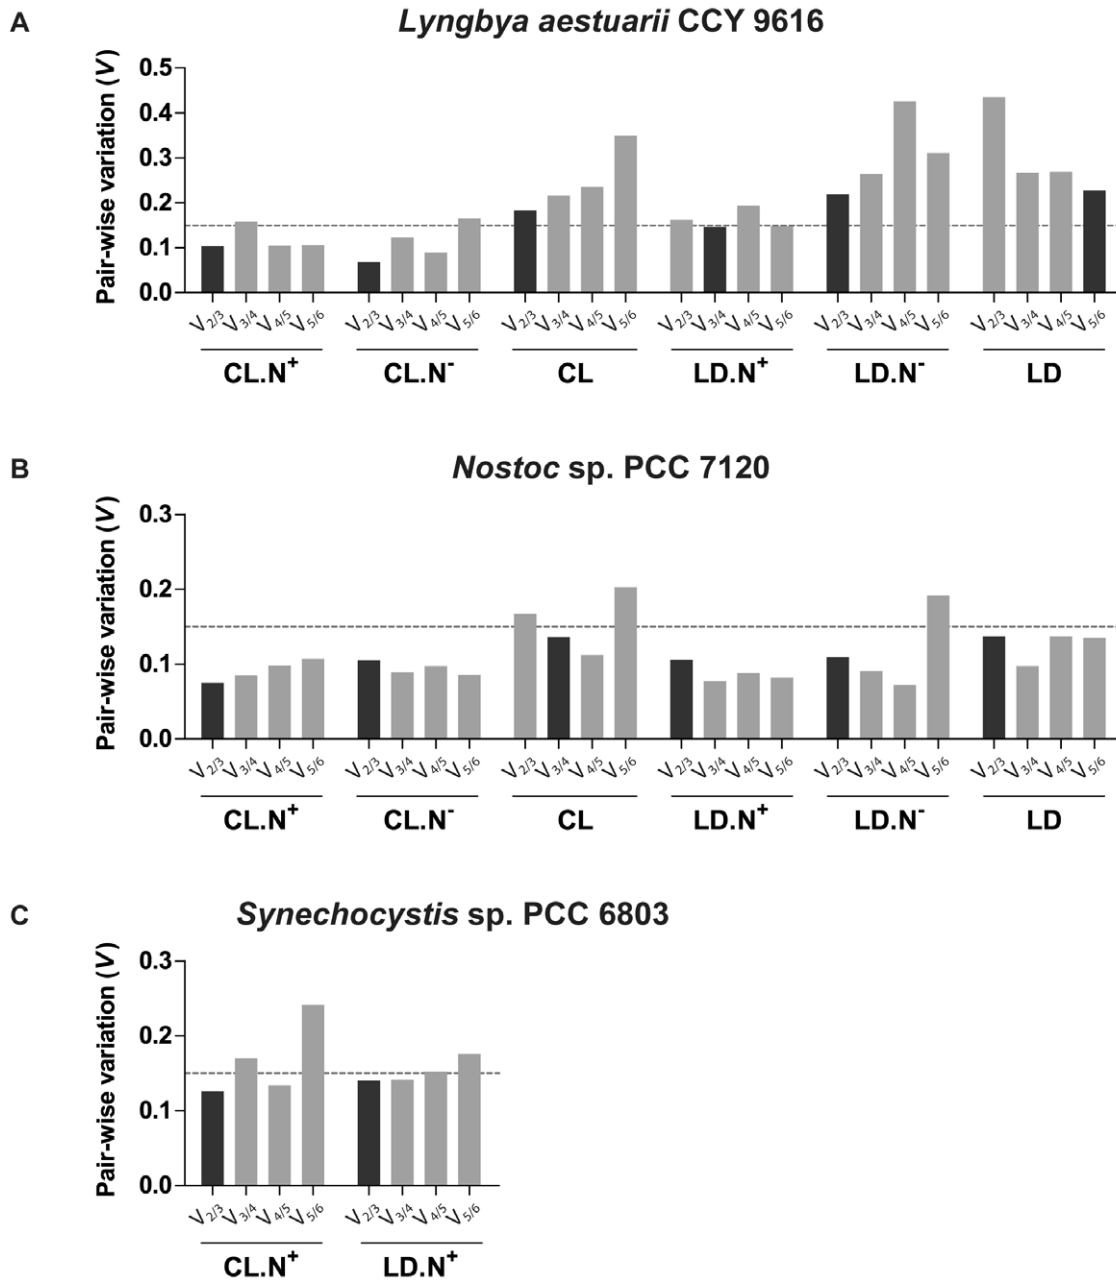 A
Lyngbya aestuarii CCY 9616
Pair-wise variation (V)
0.5
0.4
0.3
0.2
0.1
0.0
V2/3 V3/4 V4/5 V5/6 V2/3 V3/4 V4/5 V5/6 V2/3 V3/4 V4/5 V5/6 V2/3 V3/4 V4/5 V5/6 V2/3 V3/4 V4/5 V5/6 V2/3 V3/4 V4/5 V5/6
CL.N+ CL.N- CL LD.N+ LD.N- LD
B
Nostoc sp. PCC 7120
Pair-wise variation (V)
0.3
0.2
0.1
0.0
V2/3 V3/4 V4/5 V5/6 V2/3 V3/4 V4/5 V5/6 V2/3 V3/4 V4/5 V5/6 V2/3 V3/4 V4/5 V5/6 V2/3 V3/4 V4/5 V5/6 V2/3 V3/4 V4/5 V5/6
CL.N+ CL.N- CL LD.N+ LD.N- LD
C
Synechocystis sp. PCC 6803
Pair-wise variation (V)
0.3
0.2
0.1
0.0
V2/3 V3/4 V4/5 V5/6 V2/3 V3/4 V4/5 V5/6
CL.N+ LD.N+